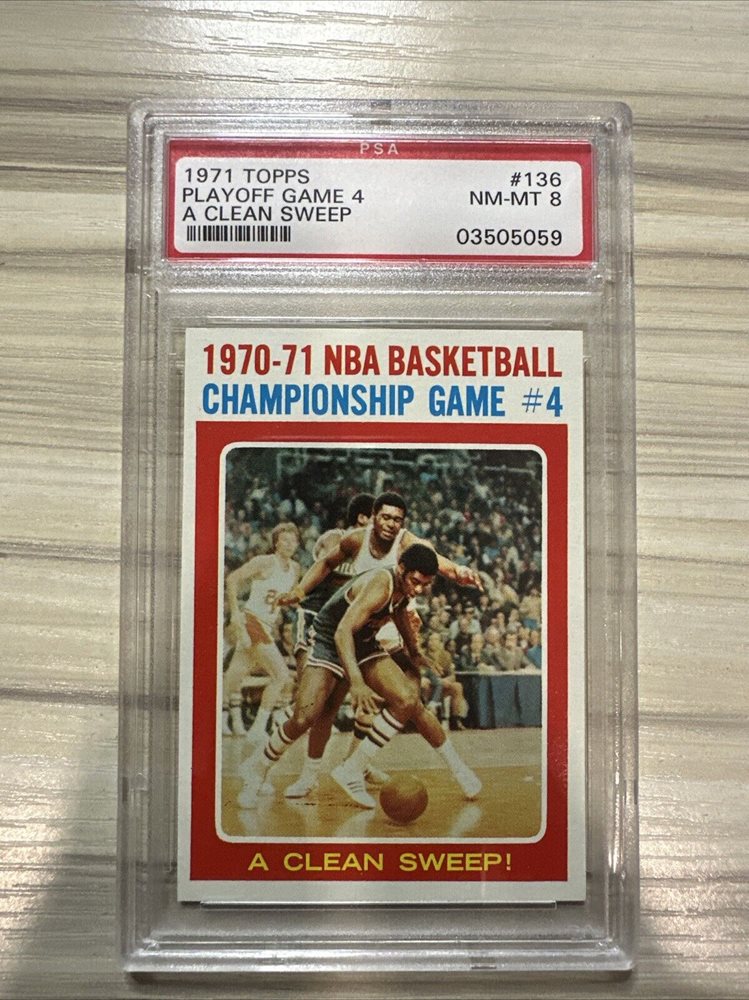 PSA
1971 TOPPS #136
PLAYOFF GAME 4 NM-MT 8
A CLEAN SWEEP
03505059
1970-71 NBA BASKETBALL
CHAMPIONSHIP GAME #4
A CLEAN SWEEP!